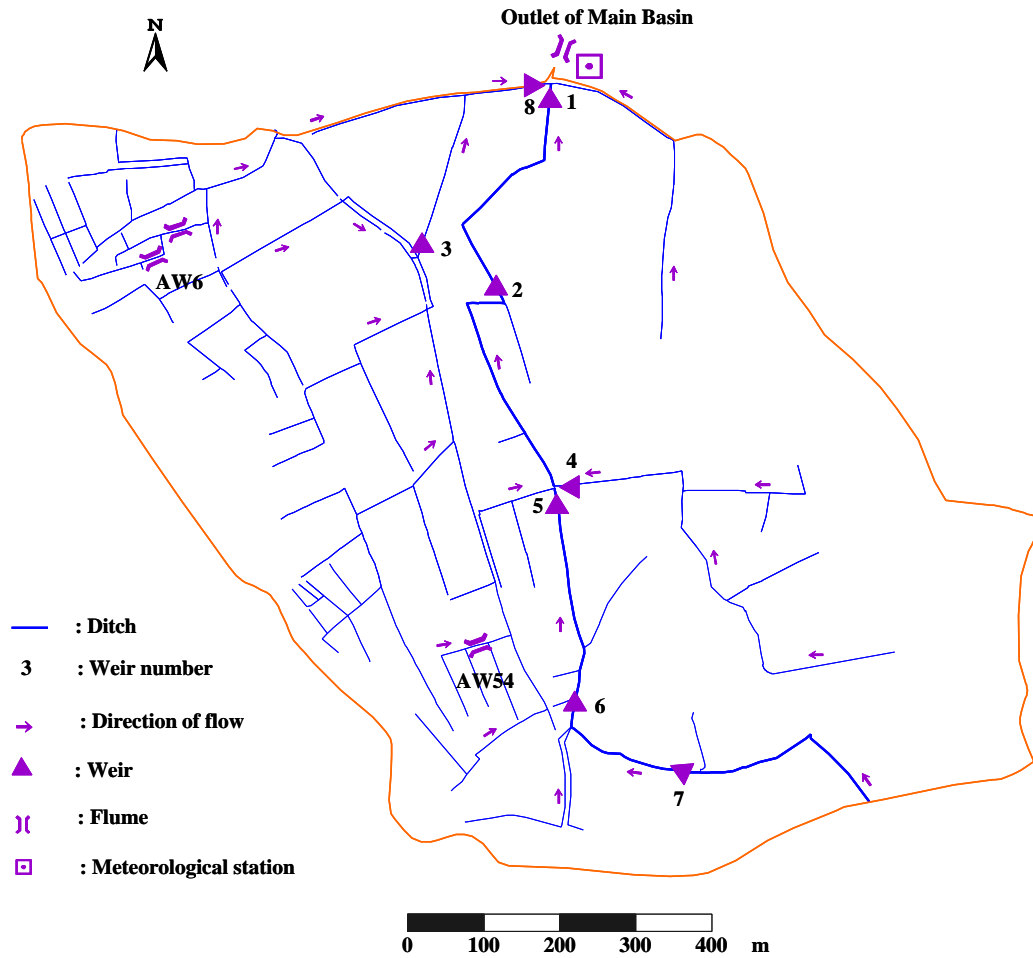 Outlet of Main Basin
N
8
1
3
AW6
2
4
5
: Ditch
3 : Weir number
AW54
6
: Direction of flow
: Weir
7
: Flume
: Meteorological station
0 100 200 300 400 m